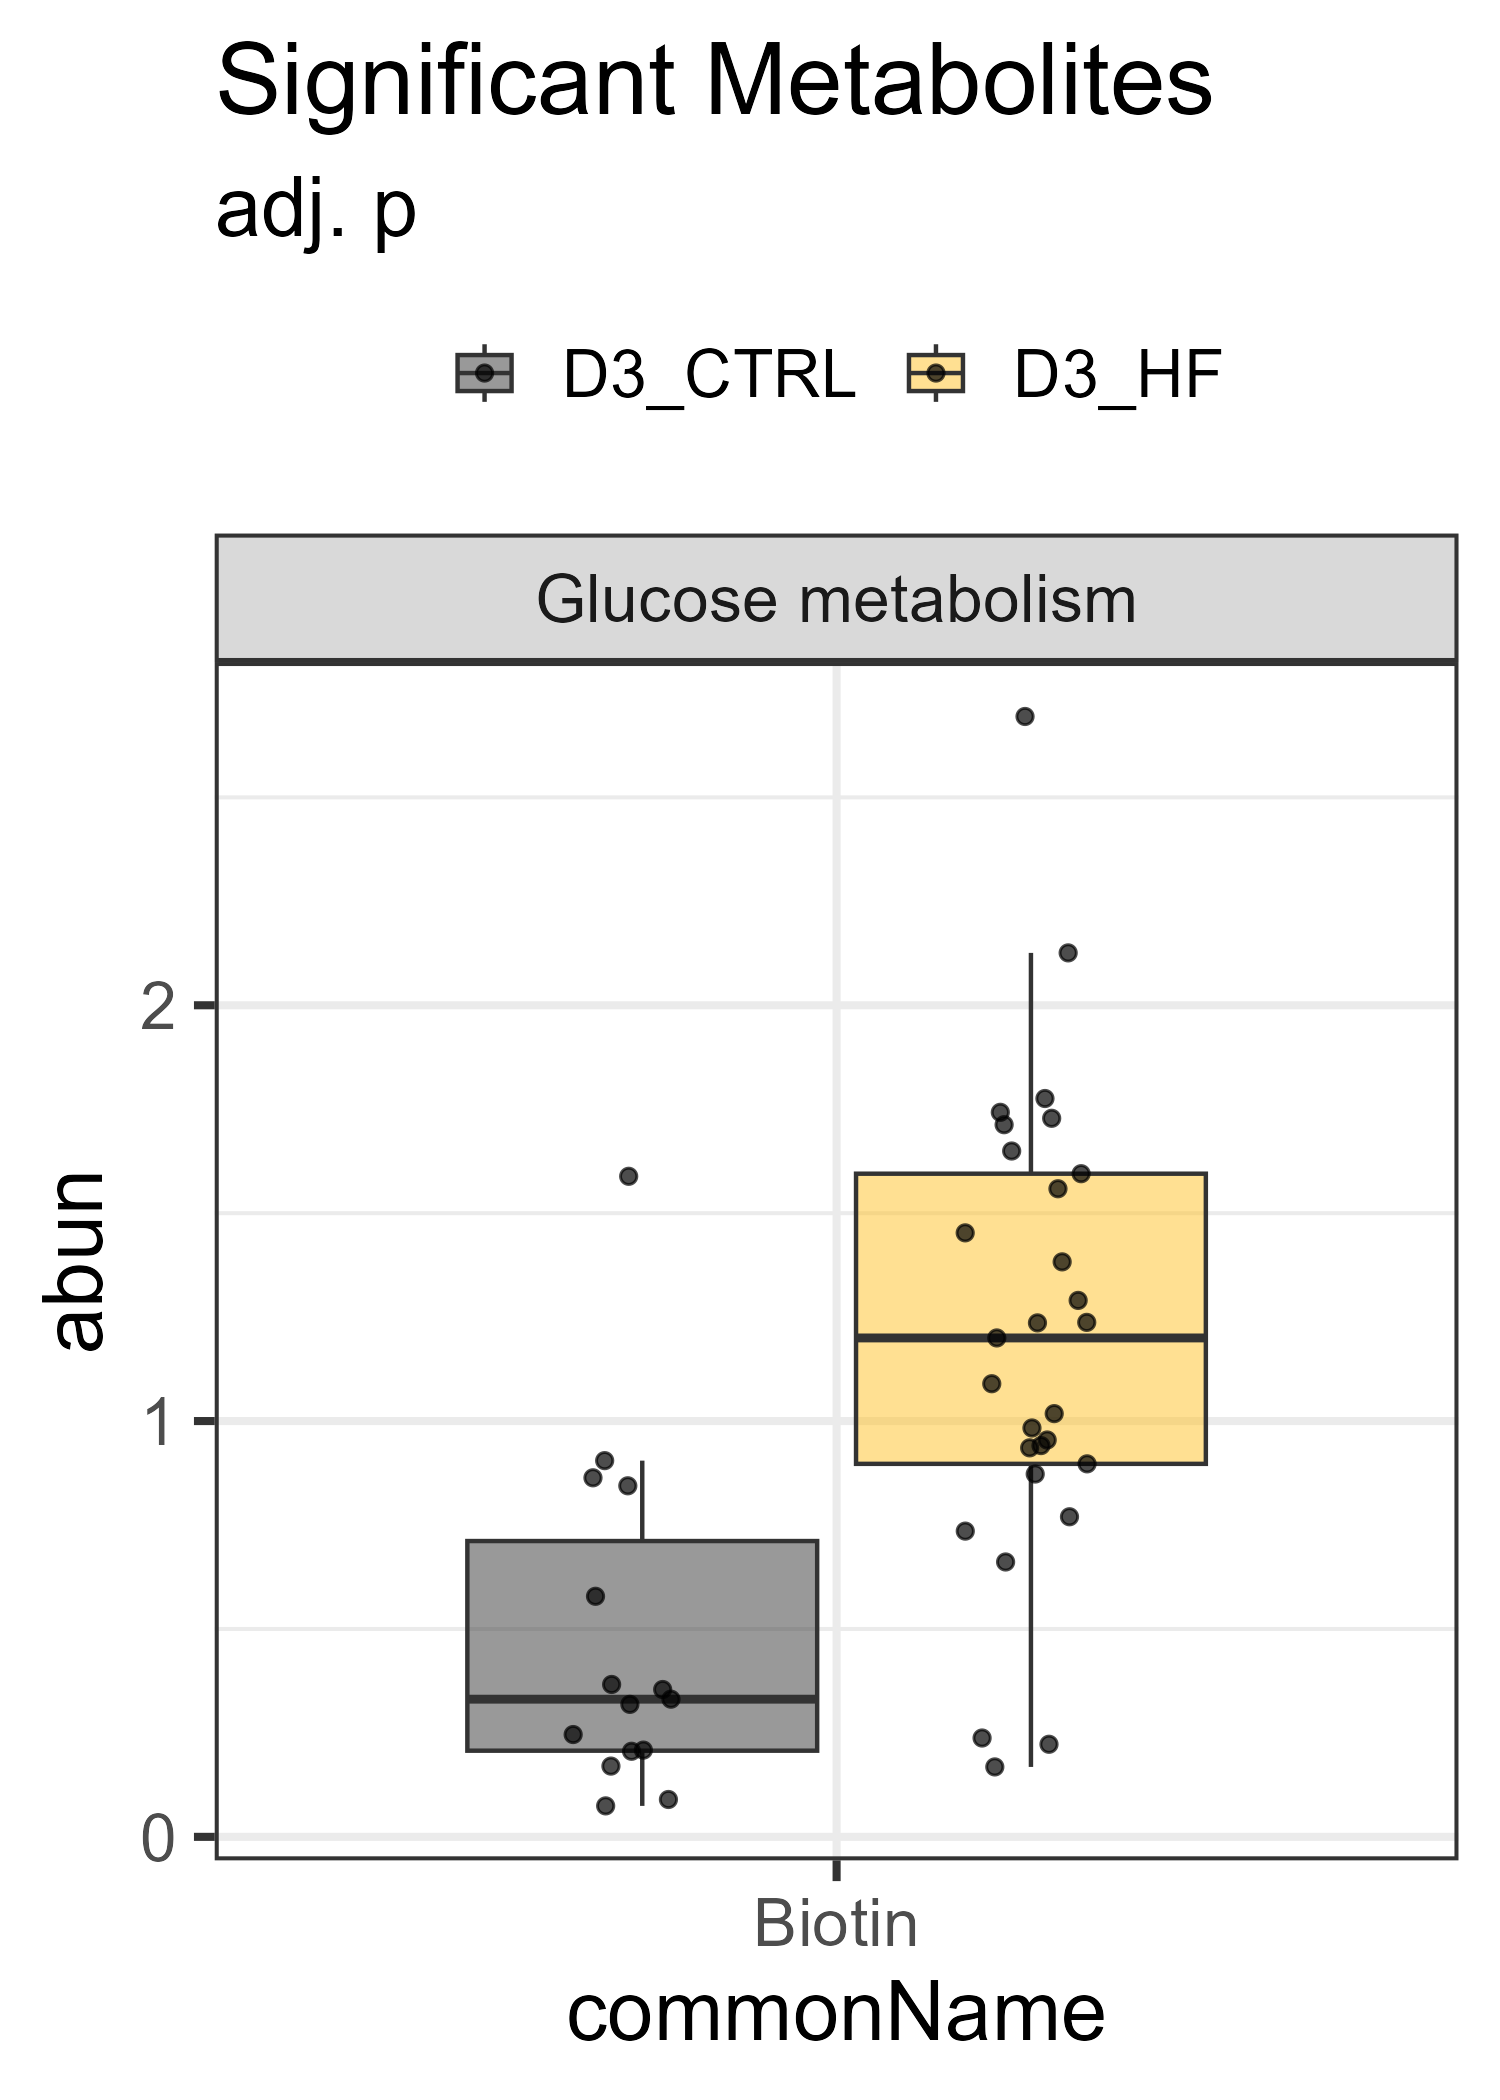 Significant Metabolites
adj. p
D3_CTRL D3_HF
Glucose metabolism
2
1
0
abun
Biotin
commonName